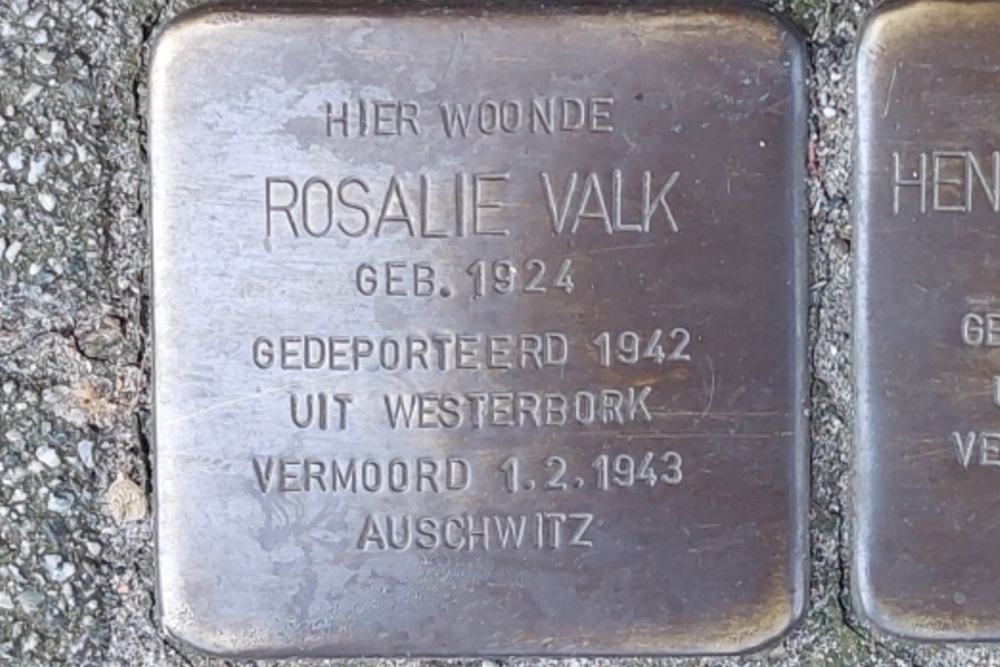 HIER WOONDE
ROSALIE VALK
GEB. 1924
GEDEPORTEERD 1942
UIT WESTERBORK
VERMOORD 1.2.1943
AUSCHWITZ